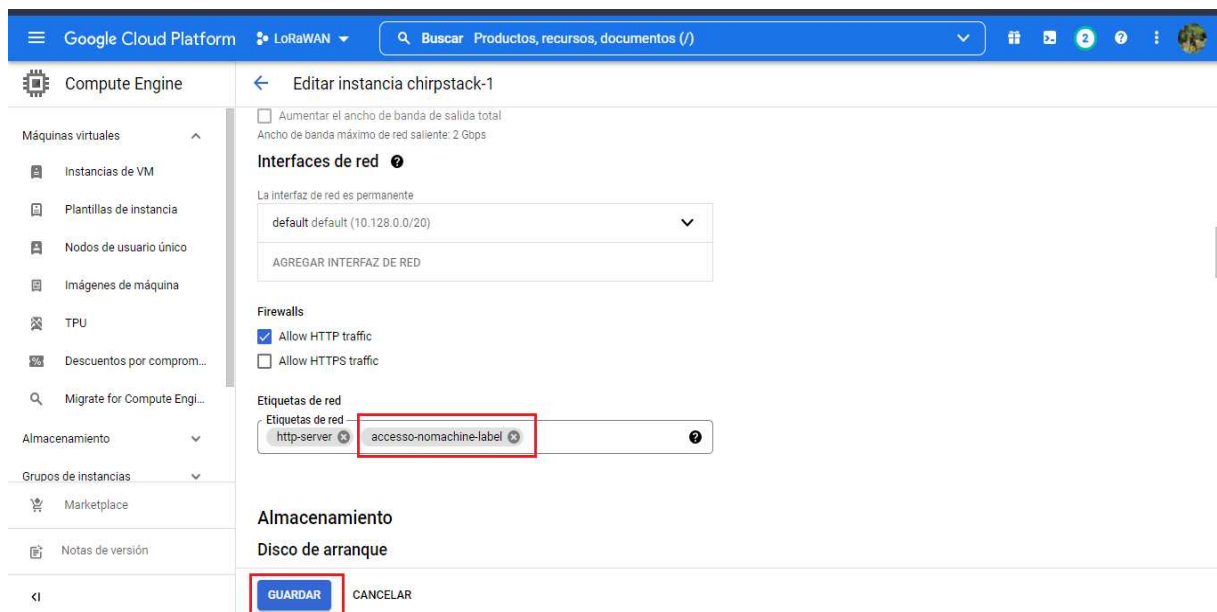 Google Cloud Platform
LoRaWAN
Buscar Productos, recursos, documentos (/)
2
Compute Engine
Editar instancia chirpstack-1
Máquinas virtuales
Instancias de VM
Plantillas de instancia
Nodos de usuario único
Imágenes de máquina
TPU
Descuentos por comprom...
Migrate for Compute Engi...
Almacenamiento
Grupos de instancias
Marketplace
Notas de versión
Aumentar el ancho de banda de salida total
Ancho de banda máximo de red saliente: 2 Gbps
Interfaces de red
La interfaz de red es permanente
default default (10.128.0.0/20)
AGREGAR INTERFAZ DE RED
Firewalls
Allow HTTP traffic
Allow HTTPS traffic
Etiquetas de red
Etiquetas de red
http-server accesso-nomachine-label
Almacenamiento
Disco de arranque
GUARDAR CANCELAR